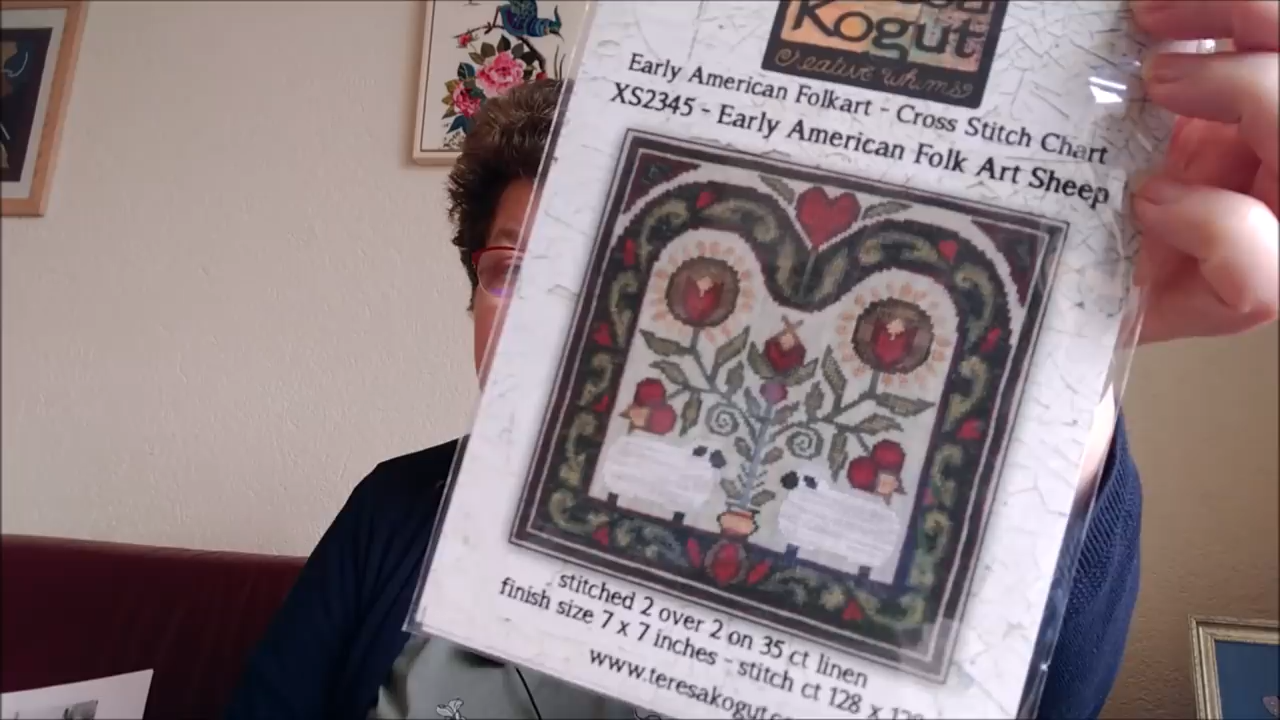 Kogut
creative whims
Early American Folkart - Cross Stitch Chart
XS2345 - Early American Folk Art Sheep
stitched 2 over 2 on 35 ct linen
finish size 7 x 7 inches - stitch ct 128 x
www.teresakogut.